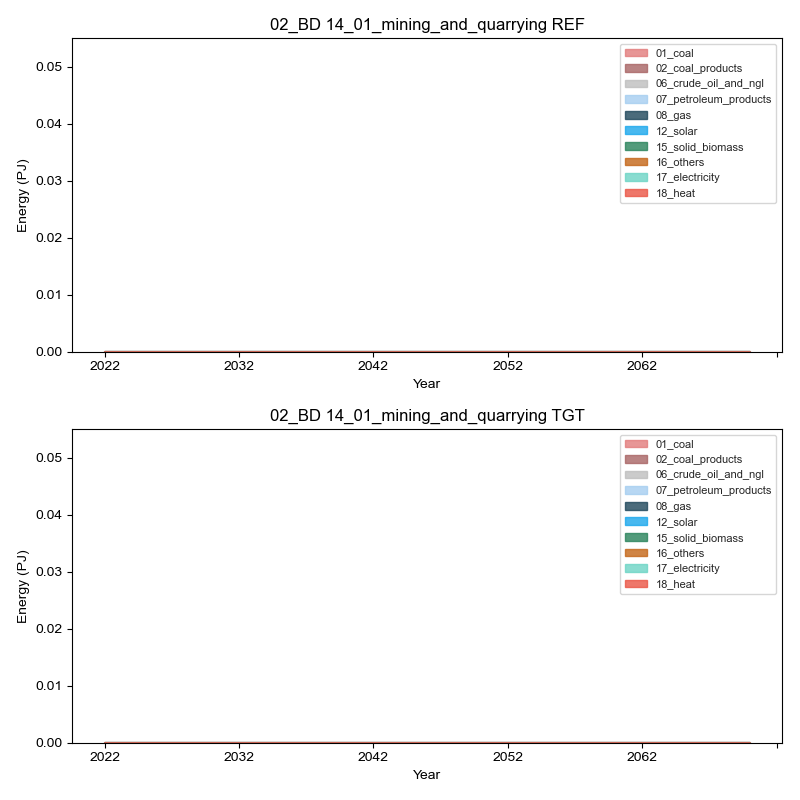 02_BD 14_01_mining_and_quarrying REF
0.05
0.04
0.03
0.02
0.01
0.00
Energy (PJ)
01_coal
02_coal_products
06_crude_oil_and_ngl
07_petroleum_products
08_gas
12_solar
15_solid_biomass
16_others
17_electricity
18_heat
2022 2032 2042 2052 2062
Year
02_BD 14_01_mining_and_quarrying TGT
0.05
0.04
0.03
0.02
0.01
0.00
Energy (PJ)
01_coal
02_coal_products
06_crude_oil_and_ngl
07_petroleum_products
08_gas
12_solar
15_solid_biomass
16_others
17_electricity
18_heat
2022 2032 2042 2052 2062
Year